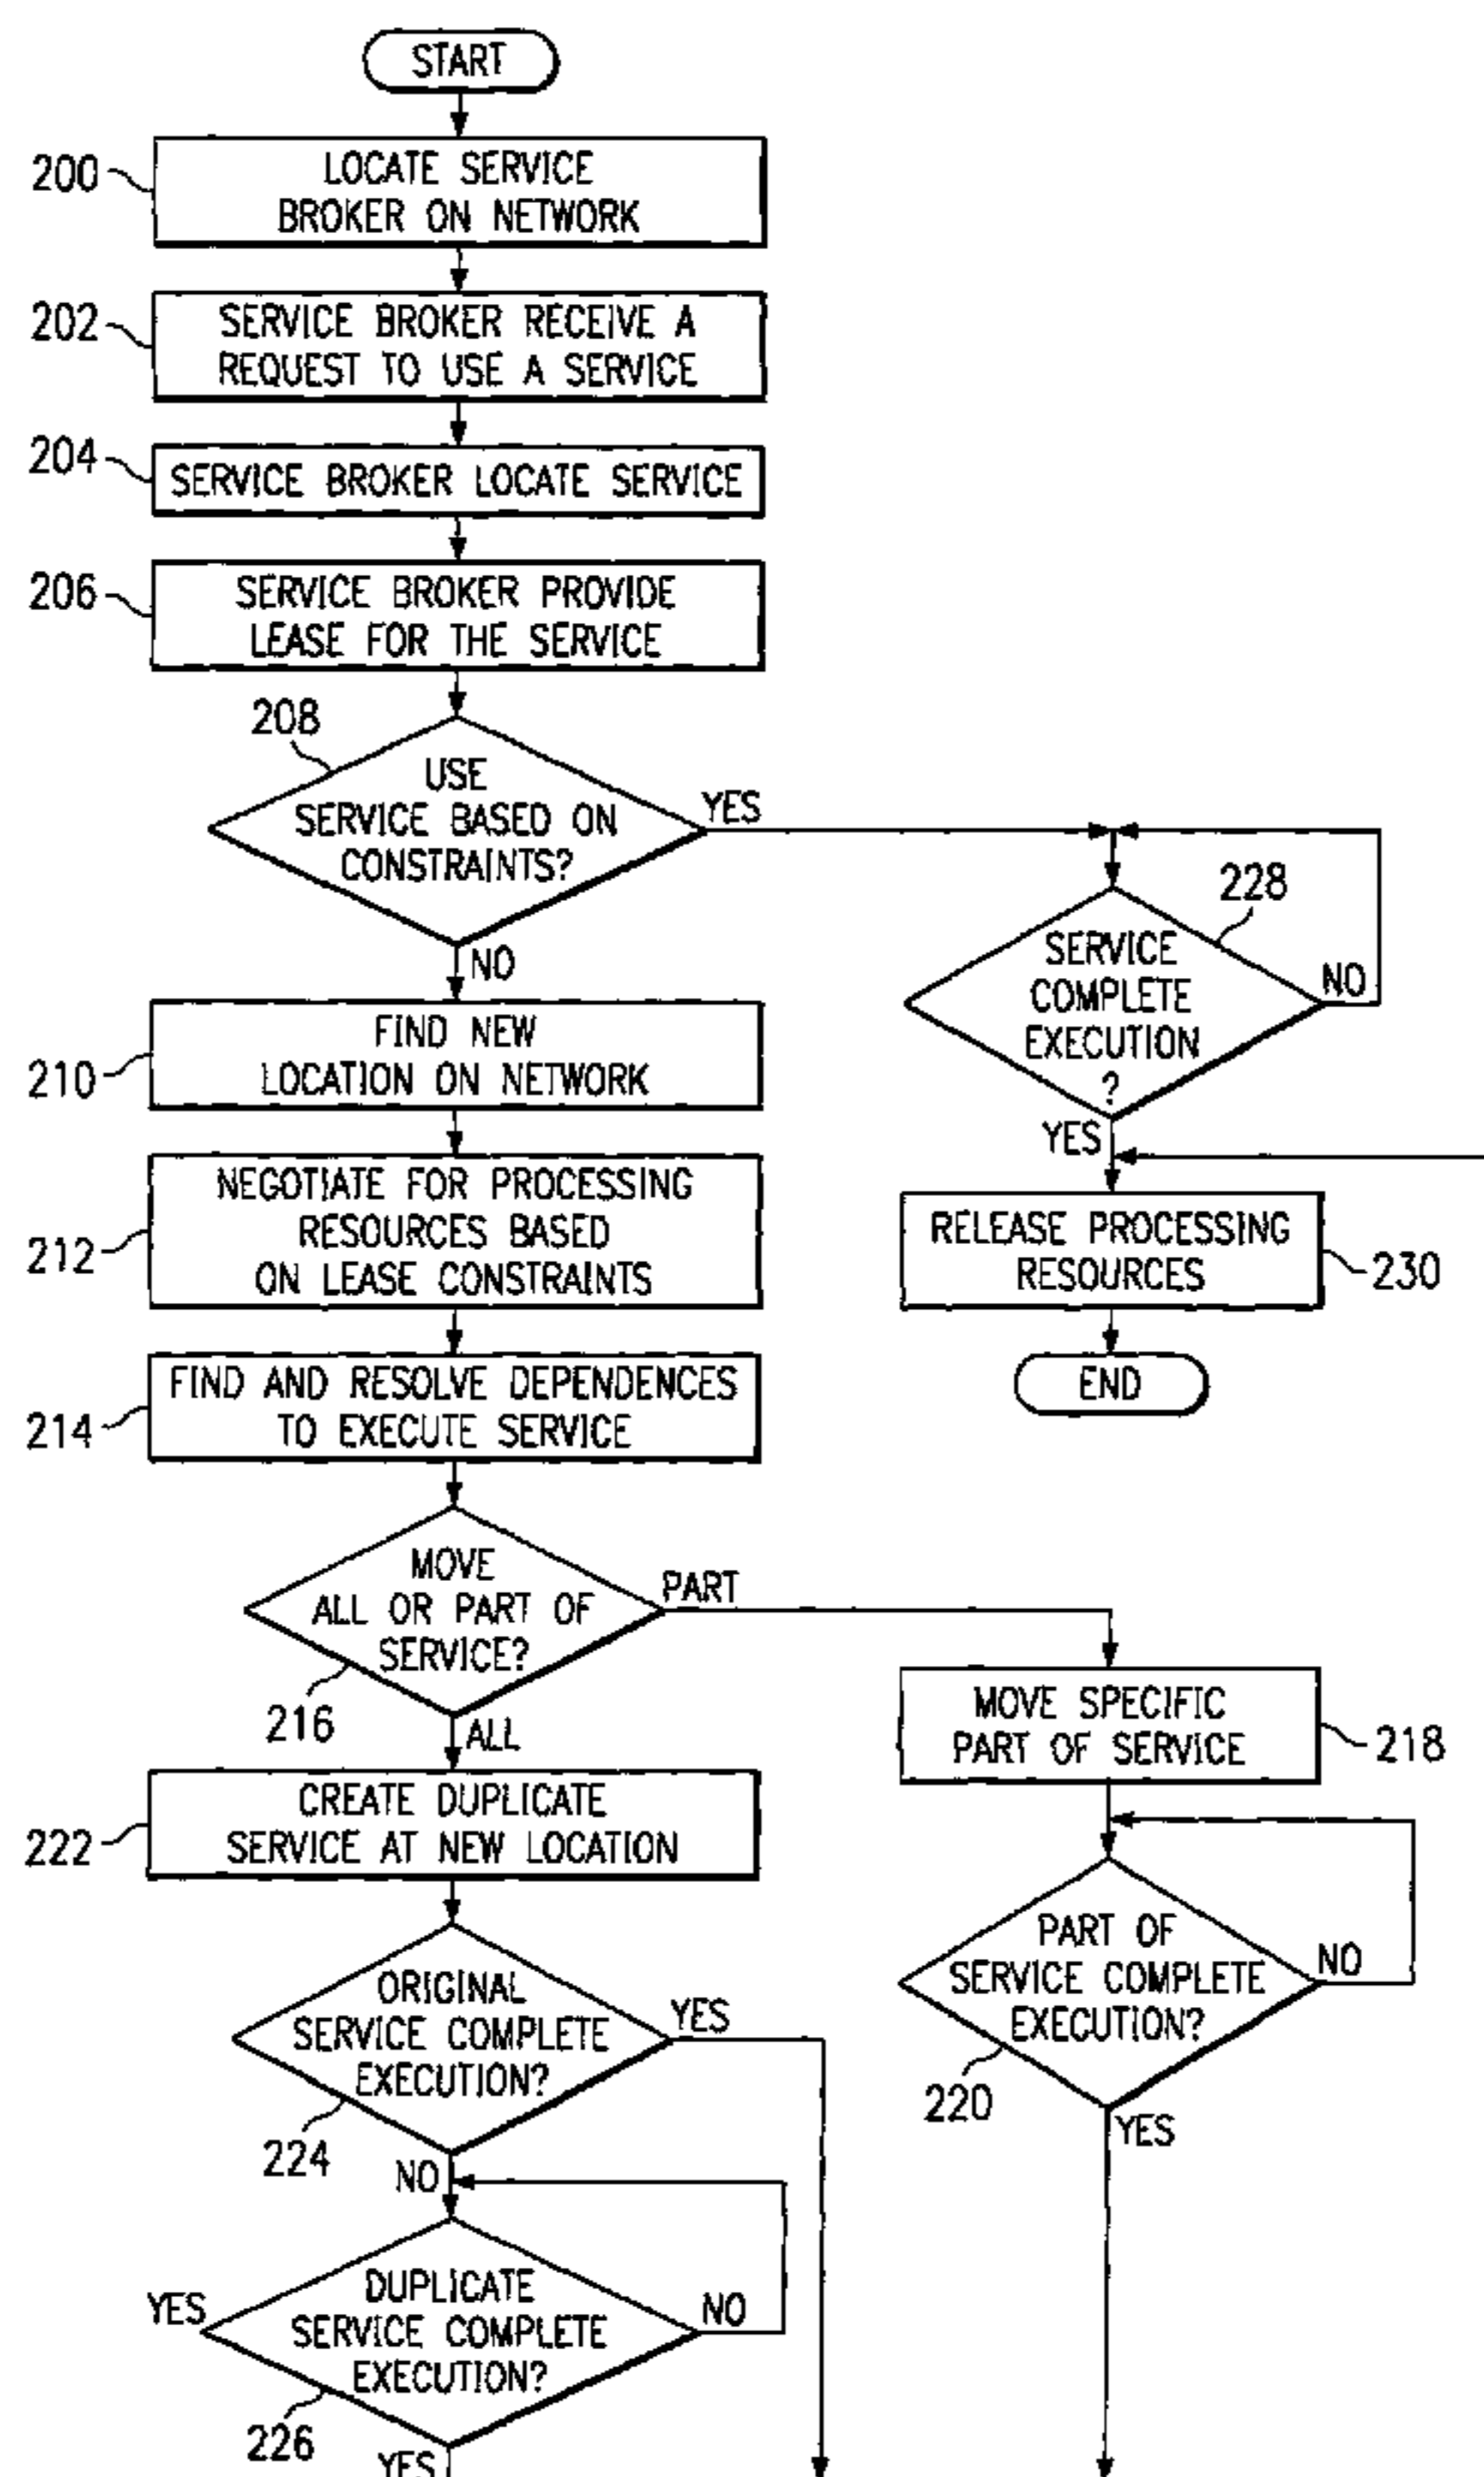 START
200
LOCATE SERVICE
BROKER ON NETWORK
202
SERVICE BROKER RECEIVE A
REQUEST TO USE A SERVICE
204
SERVICE BROKER LOCATE SERVICE
206
SERVICE BROKER PROVIDE
LEASE FOR THE SERVICE
208
USE
SERVICE BASED ON
CONSTRAINTS?
YES
NO
228
SERVICE
COMPLETE
EXECUTION
?
NO
YES
210
FIND NEW
LOCATION ON NETWORK
212
NEGOTIATE FOR PROCESSING
RESOURCES BASED
ON LEASE CONSTRAINTS
RELEASE PROCESSING
RESOURCES
230
END
214
FIND AND RESOLVE DEPENDENCES
TO EXECUTE SERVICE
MOVE
ALL OR PART OF
SERVICE?
PART
216
ALL
MOVE SPECIFIC
PART OF SERVICE
218
222
CREATE DUPLICATE
SERVICE AT NEW LOCATION
PART OF
SERVICE COMPLETE
EXECUTION?
NO
220
YES
ORIGINAL
SERVICE COMPLETE
EXECUTION?
YES
224
NO
DUPLICATE
SERVICE COMPLETE
EXECUTION?
YES
NO
226
YES